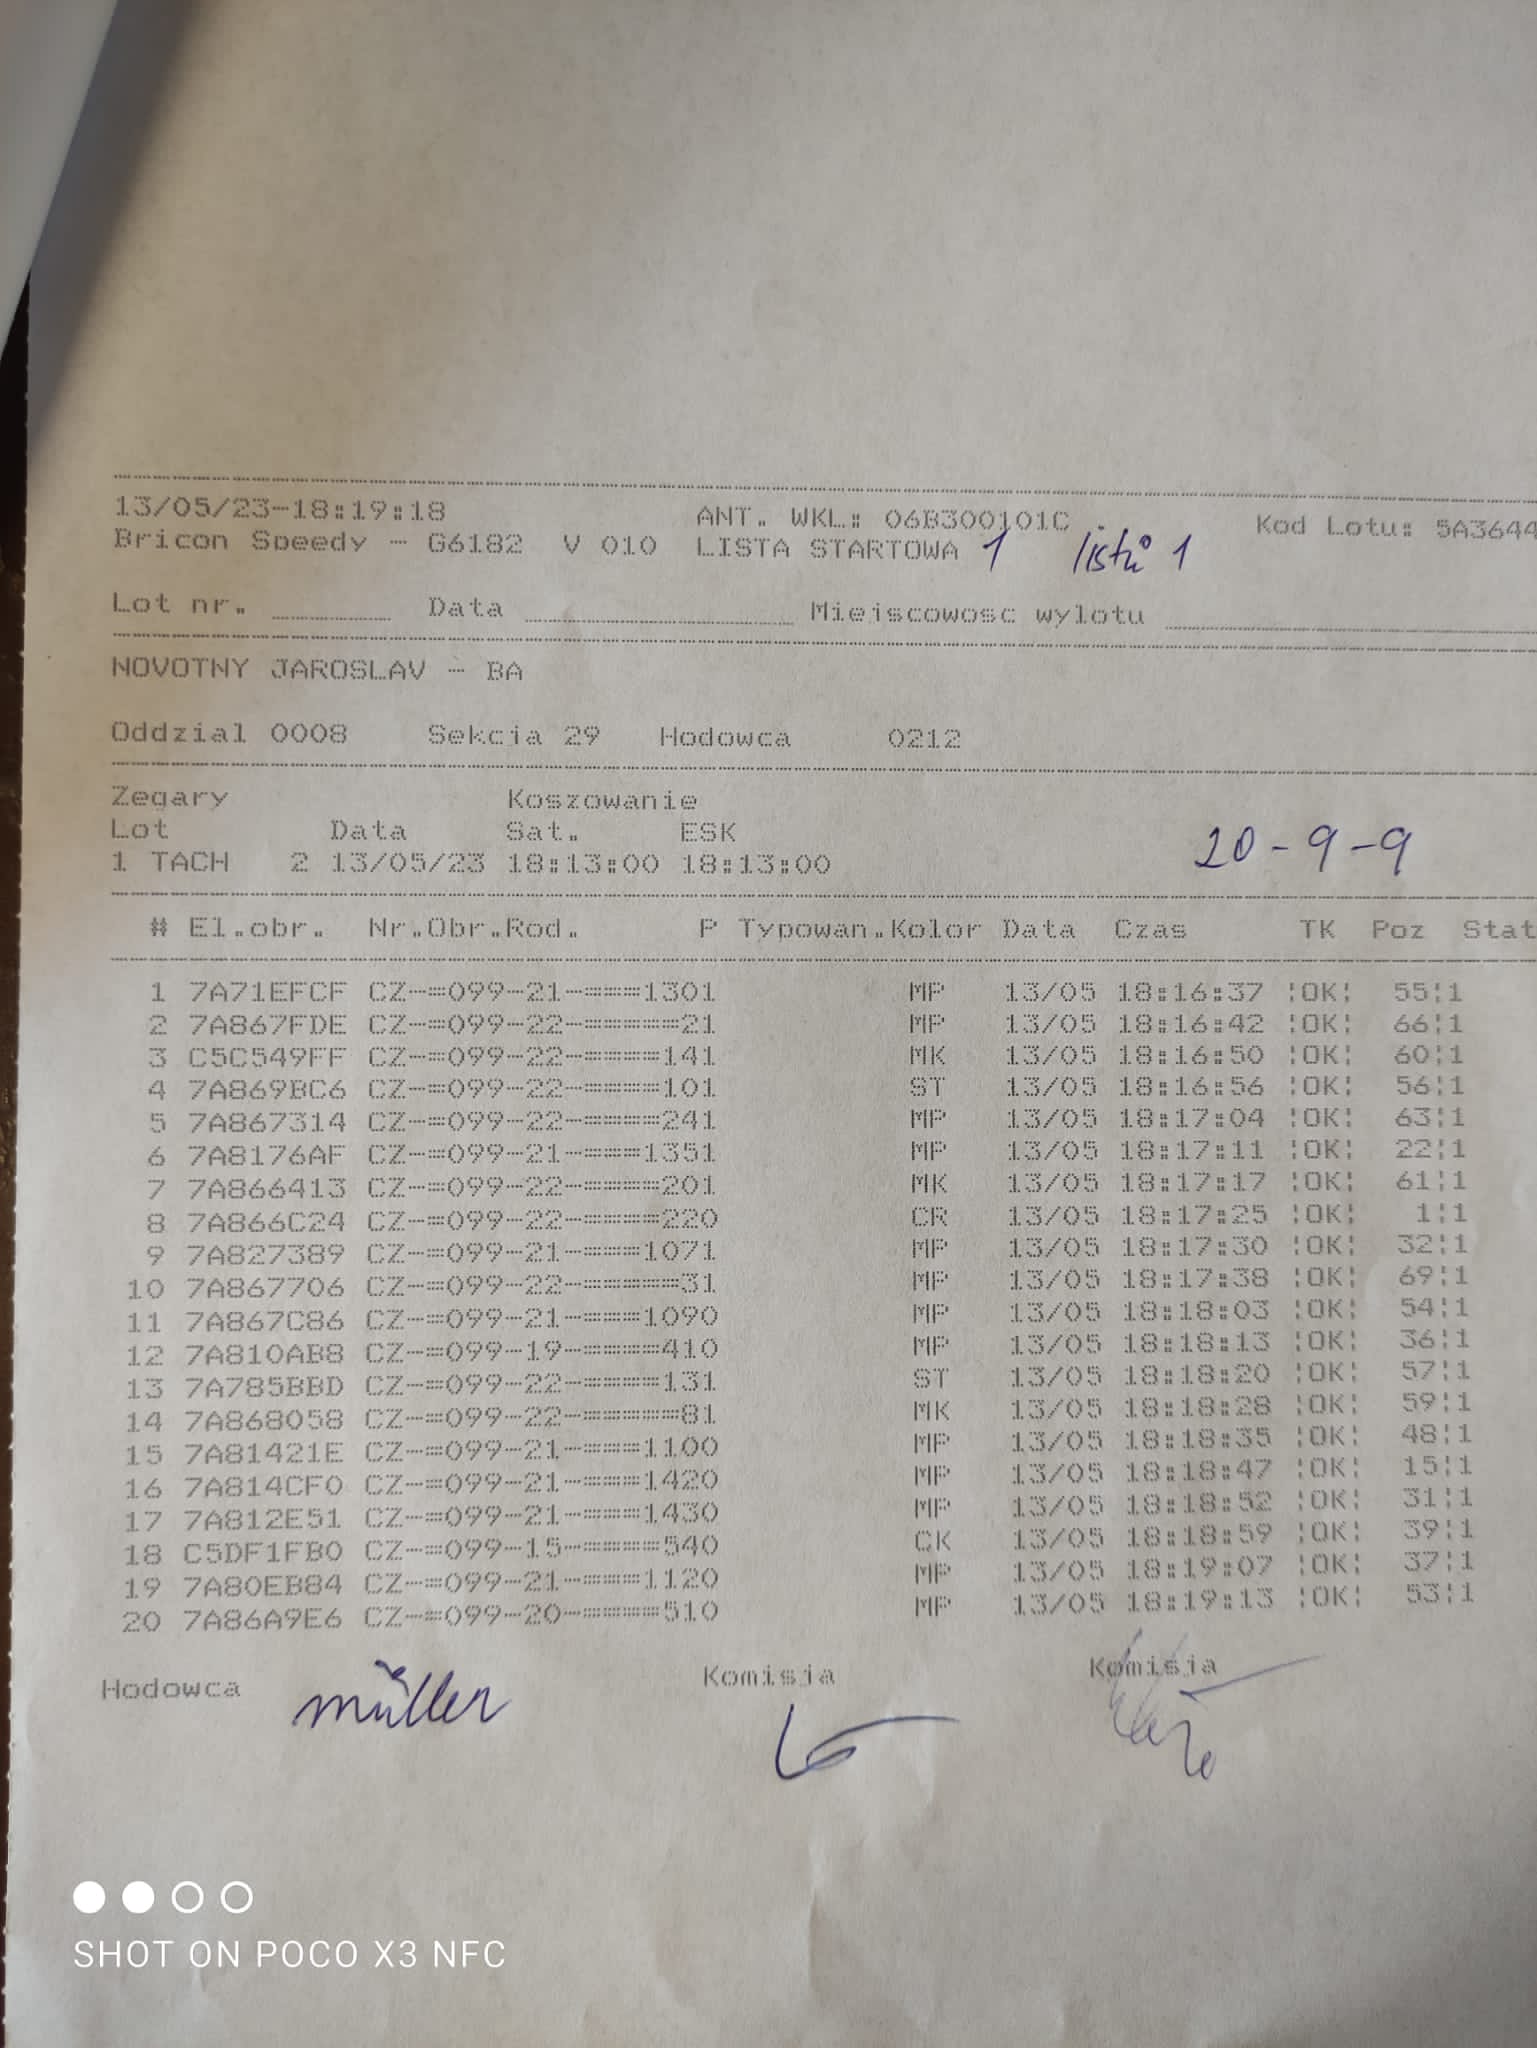 13/05/23-18:19:18 ANT. WKL: 06B300101C Kod Lotu: 5A3644
Bricon Speedy - G6182 V 010 LISTA STARTOWA 1 listů 1
Lot nr. Data Miejscowosc wylotu
NOVOTNY JAROSLAV - BA
Oddzial 0008 Sekcja 29 Hodowca 0212
Zegary Koszowanie
Lot Data Sat. ESK
1 TACH 2 13/05/23 18:13:00 18:13:00 20-9-9
# El.obr. Nr.Obr.Rod. P Typowan.Kolor Data Czas TK Poz Stat
1 7A71EFCF CZ-=099-21-===1301 MP 13/05 18:16:37 ¦OK¦ 55¦1
2 7A867FDE CZ-=099-22-=====21 MP 13/05 18:16:42 ¦OK¦ 66¦1
3 C5C549FF CZ-=099-22-====141 MK 13/05 18:16:50 ¦OK¦ 60¦1
4 7A869BC6 CZ-=099-22-====101 ST 13/05 18:16:56 ¦OK¦ 56¦1
5 7A867314 CZ-=099-22-====241 MP 13/05 18:17:04 ¦OK¦ 63¦1
6 7A8176AF CZ-=099-21-===1351 MP 13/05 18:17:11 ¦OK¦ 22¦1
7 7A866413 CZ-=099-22-====201 MK 13/05 18:17:17 ¦OK¦ 61¦1
8 7A866C24 CZ-=099-22-====220 CR 13/05 18:17:25 ¦OK¦ 1¦1
9 7A827389 CZ-=099-21-===1071 MP 13/05 18:17:30 ¦OK¦ 32¦1
10 7A867706 CZ-=099-22-=====31 MP 13/05 18:17:38 ¦OK¦ 69¦1
11 7A867C86 CZ-=099-21-===1090 MP 13/05 18:18:03 ¦OK¦ 54¦1
12 7A810AB8 CZ-=099-19-====410 MP 13/05 18:18:13 ¦OK¦ 36¦1
13 7A785BBD CZ-=099-22-====131 ST 13/05 18:18:20 ¦OK¦ 57¦1
14 7A868058 CZ-=099-22-=====81 MK 13/05 18:18:28 ¦OK¦ 59¦1
15 7A81421E CZ-=099-21-===1100 MP 13/05 18:18:35 ¦OK¦ 48¦1
16 7A814CF0 CZ-=099-21-===1420 MP 13/05 18:18:47 ¦OK¦ 15¦1
17 7A812E51 CZ-=099-21-===1430 MP 13/05 18:18:52 ¦OK¦ 31¦1
18 C5DF1FB0 CZ-=099-15-====540 CK 13/05 18:18:59 ¦OK¦ 39¦1
19 7A80EB84 CZ-=099-21-===1120 MP 13/05 18:19:07 ¦OK¦ 37¦1
20 7A86A9E6 CZ-=099-20-====510 MP 13/05 18:19:13 ¦OK¦ 53¦1
Hodowca müller Komisja Komisja
SHOT ON POCO X3 NFC